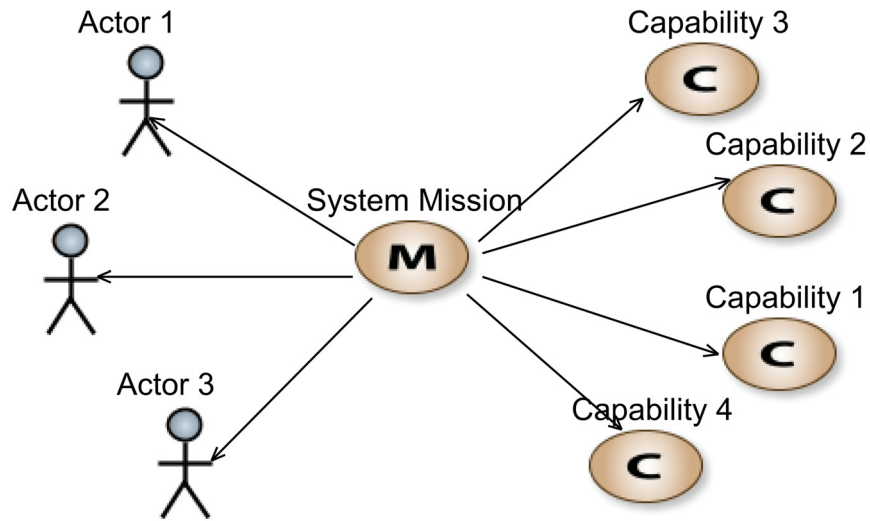 Actor 1
Capability 3
C
Capability 2
C
Actor 2
System Mission
M
Capability 1
C
Actor 3
Capability 4
C